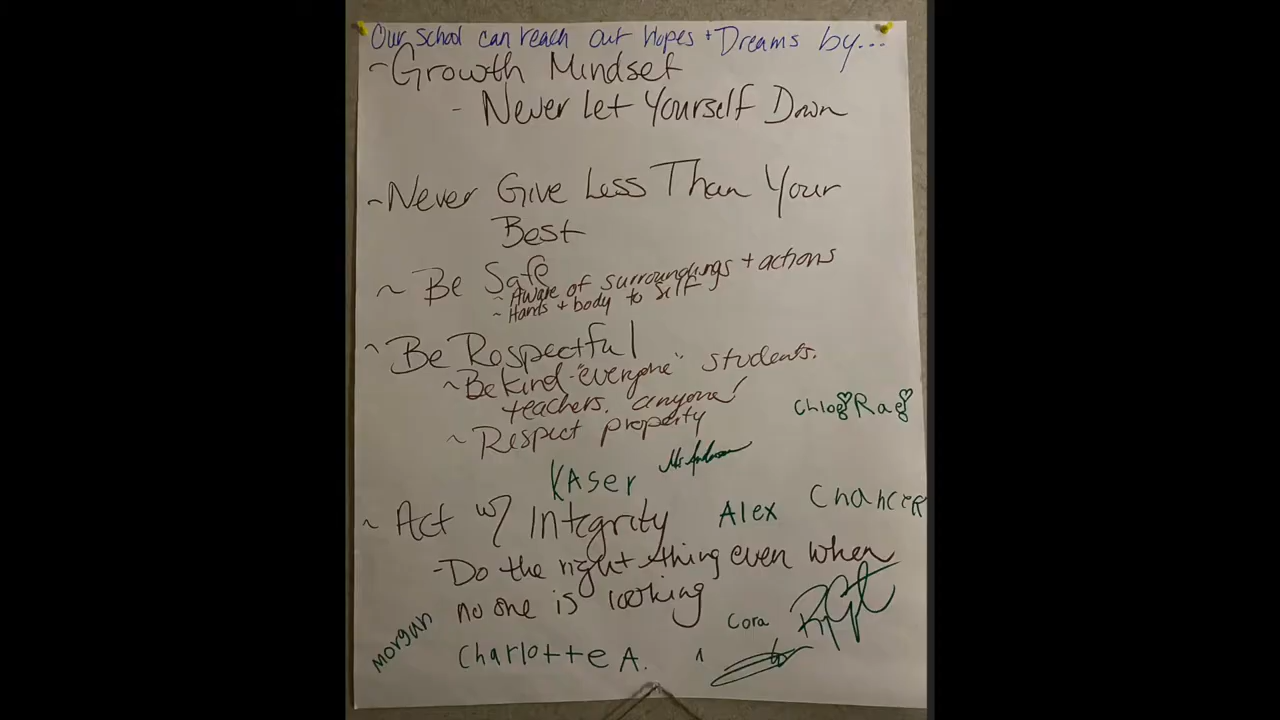 Our school can reach out Hopes + Dreams by...
~Growth Mindset
- Never Let Yourself Down
~Never Give Less Than Your
Best
~ Be Safe
~ Aware of surroundings + actions
~ Hands + body to self
~ Be Respectful
~Be kind-"everyone" students,
teachers, anyone!
~ Respect property
Chloe Rae
Kaser
Alex
Chancer
~ Act w/ Integrity
-Do the right thing even when
no one is looking
Morgan
Cora
Charlotte A.